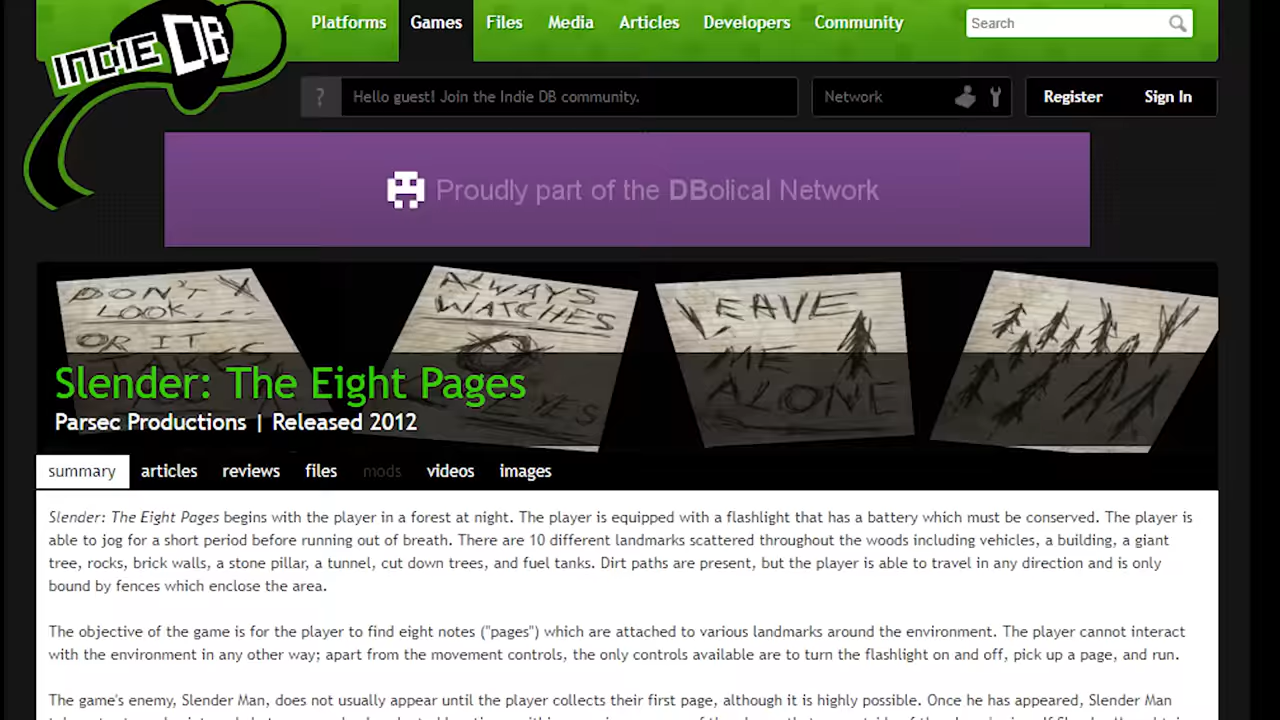 INDIE DB
Platforms Games Files Media Articles Developers Community Search
? Hello guest! Join the Indie DB community. Network Register Sign In
Proudly part of the DBolical Network
DON'T LOOK... OR IT TAKES
ALWAYS WATCHES EYES
LEAVE ME ALONE
Slender: The Eight Pages
Parsec Productions | Released 2012
summary articles reviews files mods videos images
Slender: The Eight Pages begins with the player in a forest at night. The player is equipped with a flashlight that has a battery which must be conserved. The player is
able to jog for a short period before running out of breath. There are 10 different landmarks scattered throughout the woods including vehicles, a building, a giant
tree, rocks, brick walls, a stone pillar, a tunnel, cut down trees, and fuel tanks. Dirt paths are present, but the player is able to travel in any direction and is only
bound by fences which enclose the area.
The objective of the game is for the player to find eight notes ("pages") which are attached to various landmarks around the environment. The player cannot interact
with the environment in any other way; apart from the movement controls, the only controls available are to turn the flashlight on and off, pick up a page, and run.
The game's enemy, Slender Man, does not usually appear until the player collects their first page, although it is highly possible. Once he has appeared, Slender Man